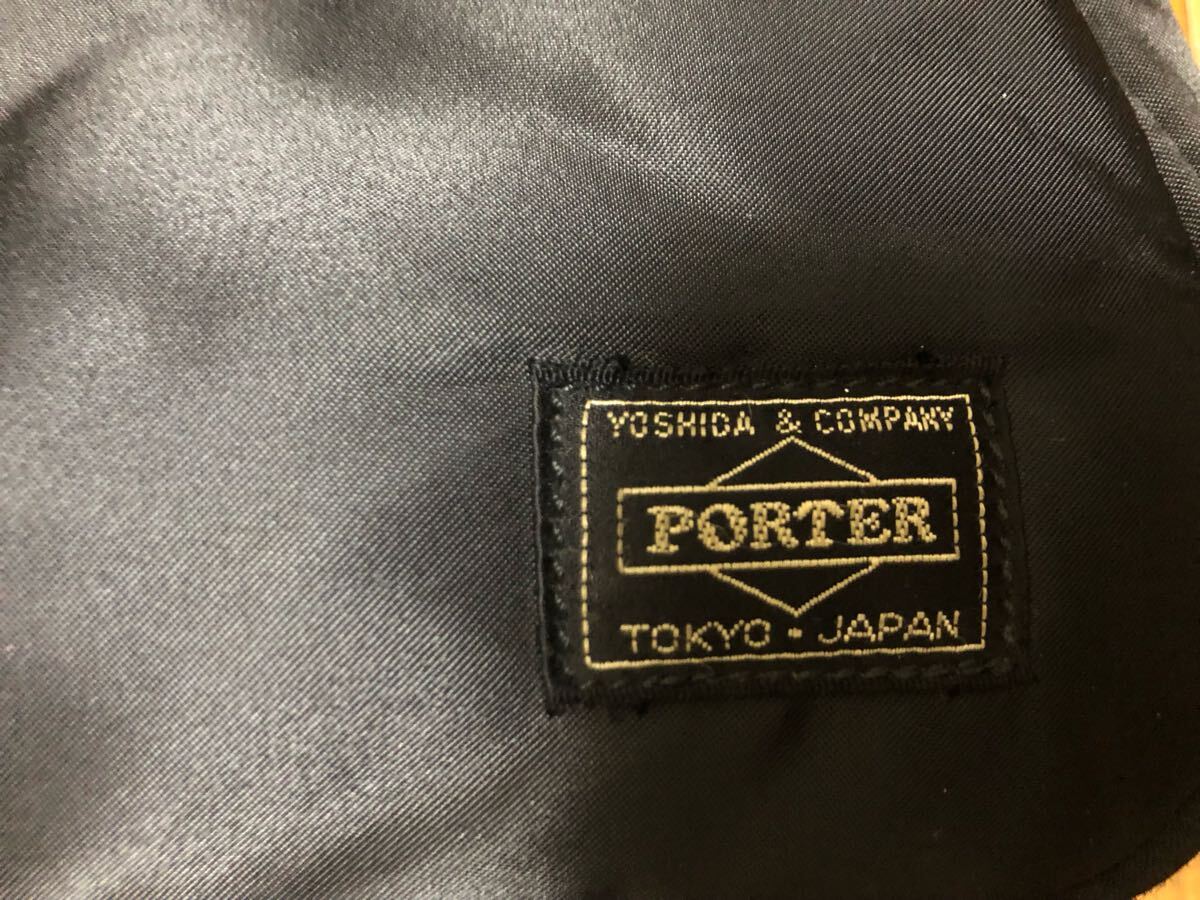 YOSHIDA & COMPANY
PORTER
TOKYO • JAPAN